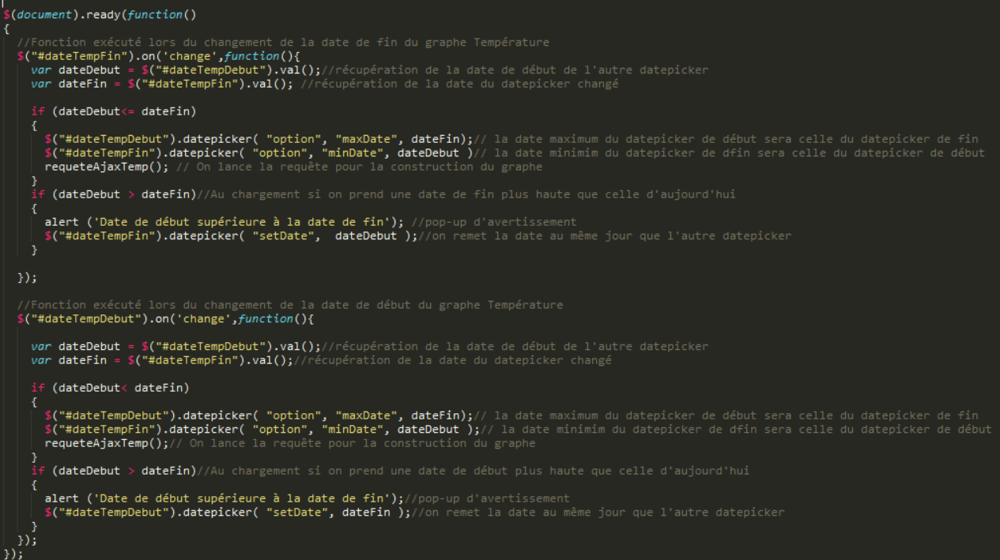 $(document).ready(function()
{
//Fonction exécuté lors du changement de la date de fin du graphe Température
$("#dateTempFin").on('change',function(){
var dateDebut = $("#dateTempDebut").val();//récupération de la date de début de l'autre datepicker
var dateFin = $("#dateTempFin").val(); //récupération de la date du datepicker changé
if (dateDebut<= dateFin)
{
$("#dateTempDebut").datepicker( "option", "maxDate", dateFin);// la date maximum du datepicker de début sera celle du datepicker de fin
$("#dateTempFin").datepicker( "option", "minDate", dateDebut )// la date minimim du datepicker de dfin sera celle du datepicker de début
requeteAjaxTemp(); // On lance la requête pour la construction du graphe
}
if (dateDebut > dateFin)//Au chargement si on prend une date de fin plus haute que celle d'aujourd'hui
{
alert ('Date de début supérieure à la date de fin'); //pop-up d'avertissement
$("#dateTempFin").datepicker( "setDate",  dateDebut );//on remet la date au même jour que l'autre datepicker
}
});
//Fonction exécuté lors du changement de la date de début du graphe Température
$("#dateTempDebut").on('change',function(){
var dateDebut = $("#dateTempDebut").val();//récupération de la date de début de l'autre datepicker
var dateFin = $("#dateTempFin").val();//récupération de la date du datepicker changé
if (dateDebut< dateFin)
{
$("#dateTempDebut").datepicker( "option", "maxDate", dateFin);// la date maximum du datepicker de début sera celle du datepicker de fin
$("#dateTempFin").datepicker( "option", "minDate", dateDebut );// la date minimim du datepicker de dfin sera celle du datepicker de début
requeteAjaxTemp();// On lance la requête pour la construction du graphe
}
if (dateDebut > dateFin)//Au chargement si on prend une date de début plus haute que celle d'aujourd'hui
{
alert ('Date de début supérieure à la date de fin');//pop-up d'avertissement
$("#dateTempDebut").datepicker( "setDate", dateFin );//on remet la date au même jour que l'autre datepicker
}
});
});